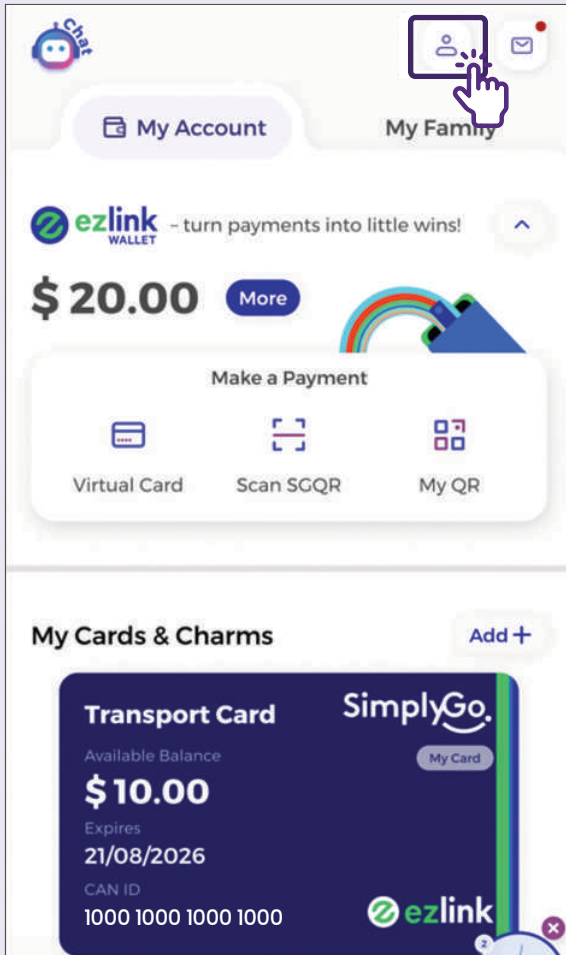 Chat
My Account
My Family
ezlink
WALLET
– turn payments into little wins!
$ 20.00
More
Make a Payment
Virtual Card
Scan SGQR
My QR
My Cards & Charms
Add +
Transport Card
SimplyGo.
Available Balance
My Card
$ 10.00
Expires
21/08/2026
CAN ID
1000 1000 1000 1000
ezlink
2